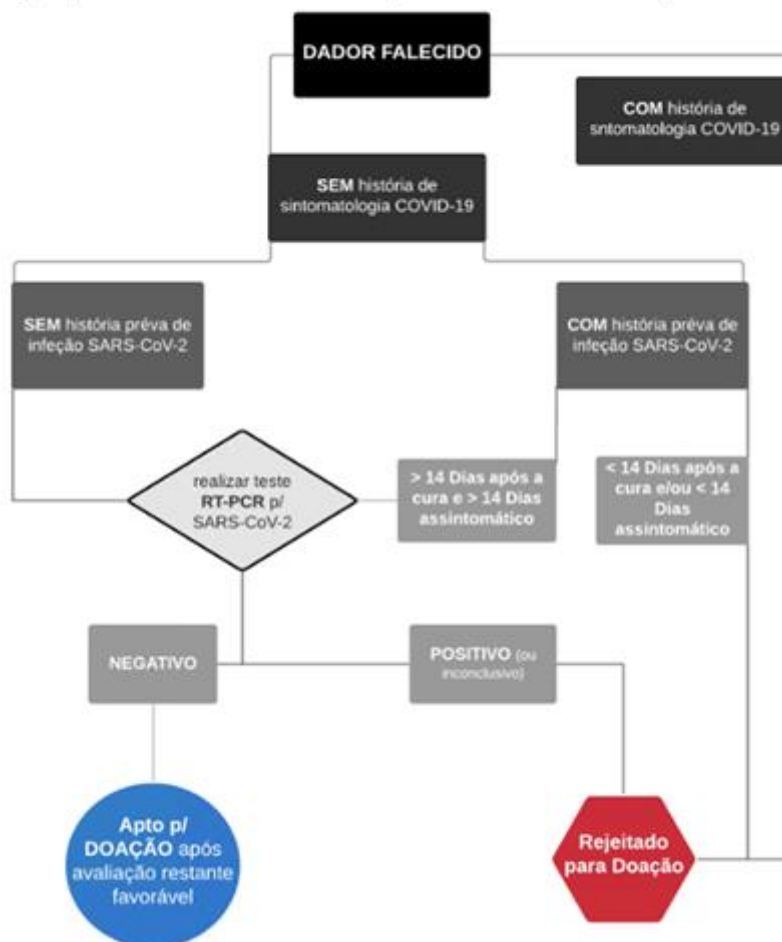 DADOR FALECIDO
COM história de
sntomatologia COVID-19
SEM história de
sintomatologia COVID-19
SEM história préva de
infeção SARS-CoV-2
COM história préva de
infeção SARS-CoV-2
realizar teste
RT-PCR p/
SARS-CoV-2
> 14 Dias após a
cura e > 14 Dias
assintomático
< 14 Dias após a
cura e/ou < 14
Dias
assintomático
NEGATIVO
POSITIVO (ou
inconclusivo)
Apto p/
DOAÇÃO após
avaliação restante
favorável
Rejeitado
para Doação